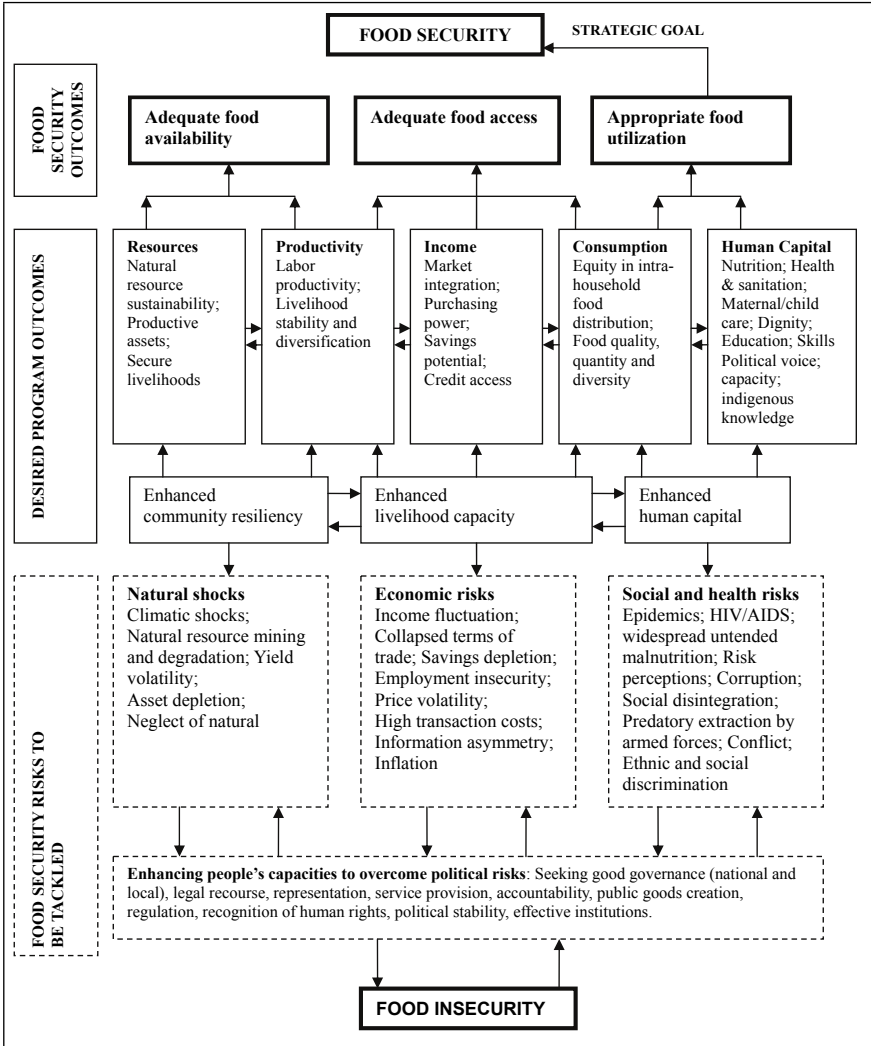 FOOD SECURITY
STRATEGIC GOAL
FOOD
SECURITY
OUTCOMES
Adequate food
availability
Adequate food access
Appropriate food
utilization
DESIRED PROGRAM OUTCOMES
Resources
Natural
resource
sustainability;
Productive
assets;
Secure
livelihoods
Productivity
Labor
productivity;
Livelihood
stability and
diversification
Income
Market
integration;
Purchasing
power;
Savings
potential;
Credit access
Consumption
Equity in intra-
household
food
distribution;
Food quality,
quantity and
diversity
Human Capital
Nutrition; Health
& sanitation;
Maternal/child
care; Dignity;
Education; Skills
Political voice;
capacity;
indigenous
knowledge
Enhanced
community resiliency
Enhanced
livelihood capacity
Enhanced
human capital
FOOD SECURITY RISKS TO
BE TACKLED
Natural shocks
Climatic shocks;
Natural resource mining
and degradation; Yield
volatility;
Asset depletion;
Neglect of natural
Economic risks
Income fluctuation;
Collapsed terms of
trade; Savings depletion;
Employment insecurity;
Price volatility;
High transaction costs;
Information asymmetry;
Inflation
Social and health risks
Epidemics; HIV/AIDS;
widespread untended
malnutrition; Risk
perceptions; Corruption;
Social disintegration;
Predatory extraction by
armed forces; Conflict;
Ethnic and social
discrimination
Enhancing people’s capacities to overcome political risks: Seeking good governance (national and
local), legal recourse, representation, service provision, accountability, public goods creation,
regulation, recognition of human rights, political stability, effective institutions.
FOOD INSECURITY